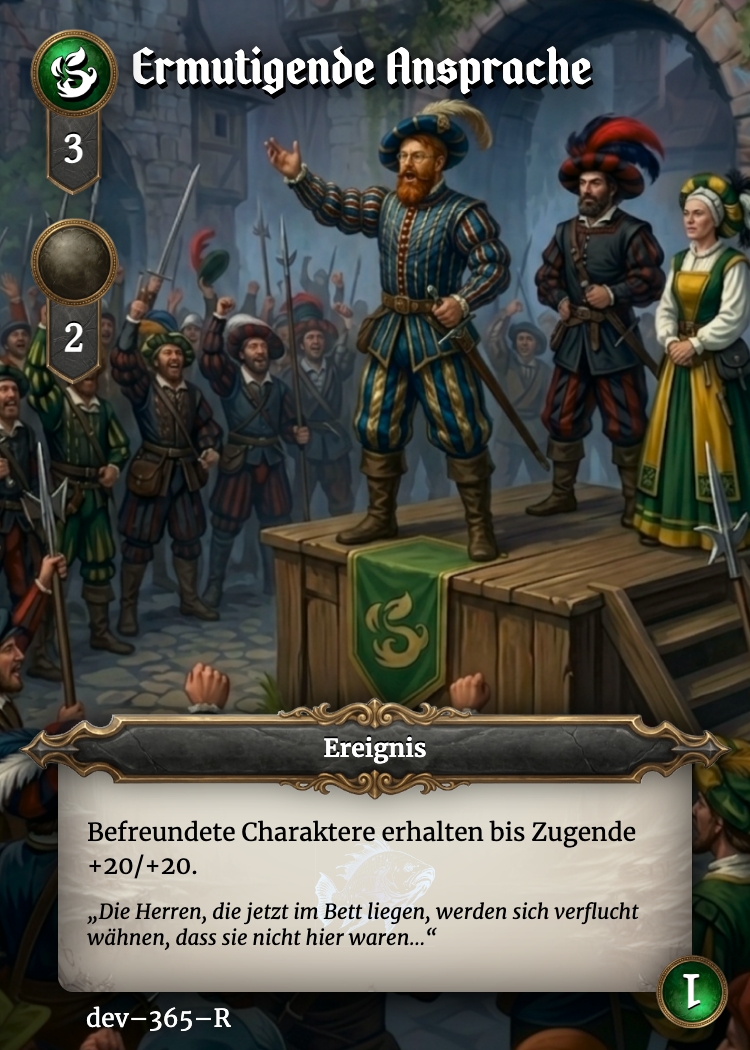 Ermutigende Ansprache
3
2
Ereignis
Befreundete Charaktere erhalten bis Zugende
+20/+20.
„Die Herren, die jetzt im Bett liegen, werden sich verflucht
wähnen, dass sie nicht hier waren...“
1
dev–365–R